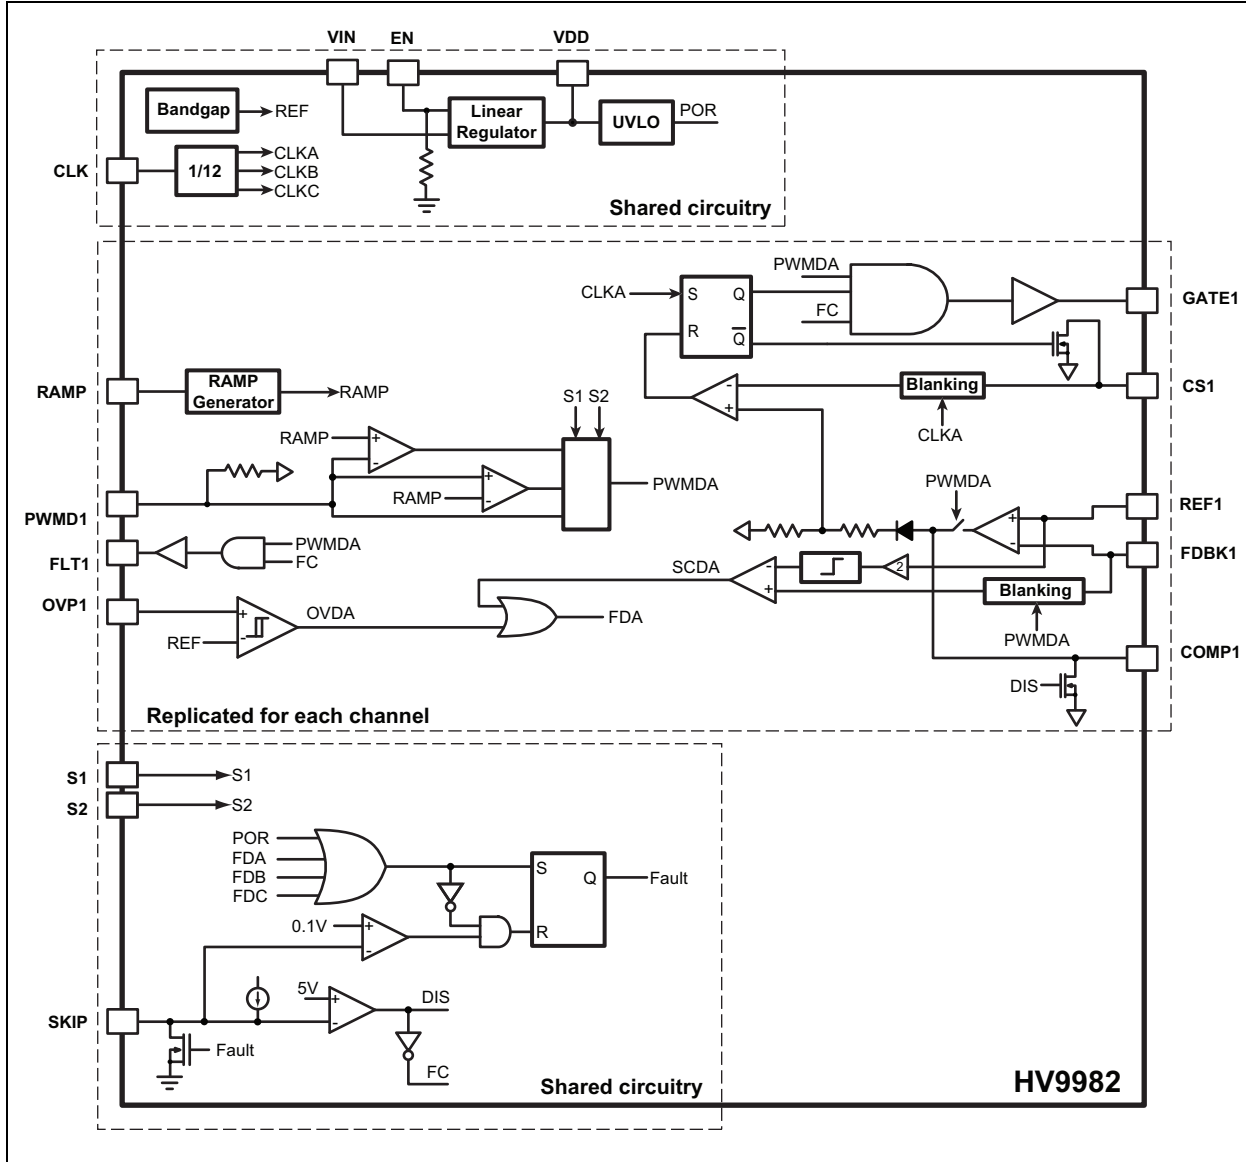 VIN
EN
VDD
Bandgap
REF
Linear
Regulator
UVLO
POR
CLK
1/12
CLKA
CLKB
CLKC
Shared circuitry
PWMDA
CLKA
S
Q
FC
R
Q
GATE1
RAMP
RAMP
Generator
RAMP
-
+
Blanking
CS1
CLKA
S1 S2
RAMP
+
-
+
RAMP
-
PWMDA
PWMD1
PWMDA
REF1
+
-
FDBK1
FLT1
PWMDA
FC
SCDA
-
+
2
Blanking
PWMDA
OVP1
+
REF
-
OVDA
FDA
COMP1
DIS
Replicated for each channel
S1
S1
S2
S2
POR
FDA
FDB
FDC
S
Q
Fault
R
0.1V
+
-
5V
+
-
DIS
SKIP
Fault
FC
Shared circuitry
HV9982